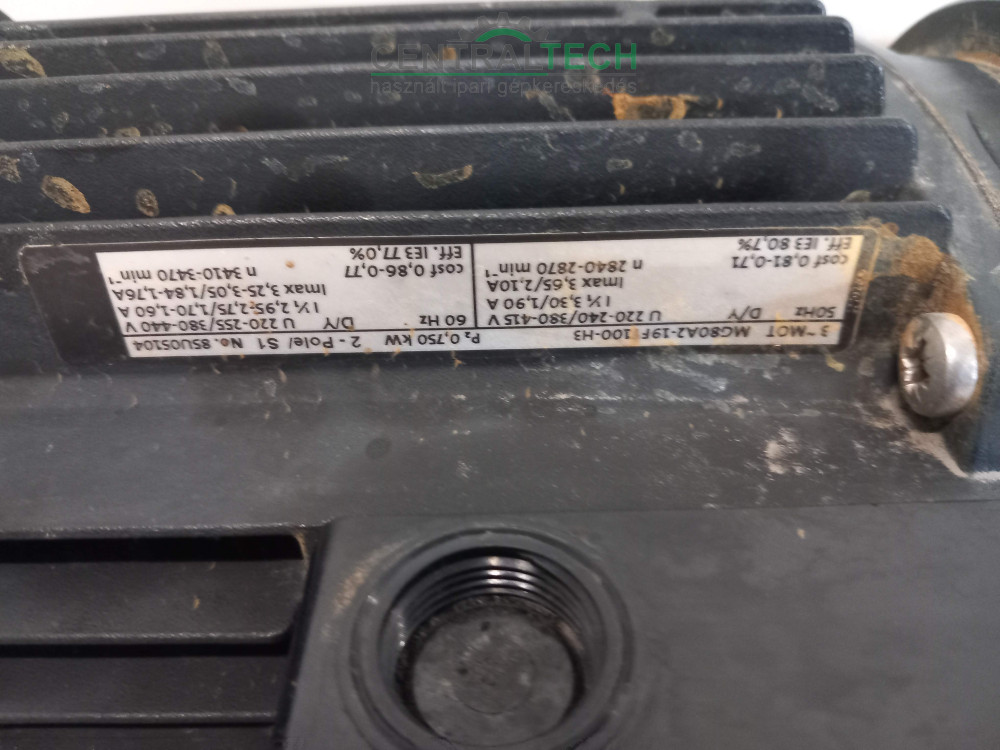 CENTRALTECH
használt ipari gépkereskedés
3~MOT MG80A2-19F 100-H3 P₂ 0,750 kW 2 - Pole/ S1 No. 85U05104
50Hz D/Y U 220-240/380-415 V
I 1/1 3,30/1,90 A
Imax 3,65/2,10A
cosf 0,81-0,71 n 2840-2870 min⁻¹
Eff. IE3 80,7%
60 Hz D/Y U 220-255/380-440 V
I 1/1 2,95-2,75/1,70-1,60 A
Imax 3,25-3,05/1,84-1,76A
cosf 0,86-0,77 n 3410-3470 min⁻¹
Eff. IE3 77,0%